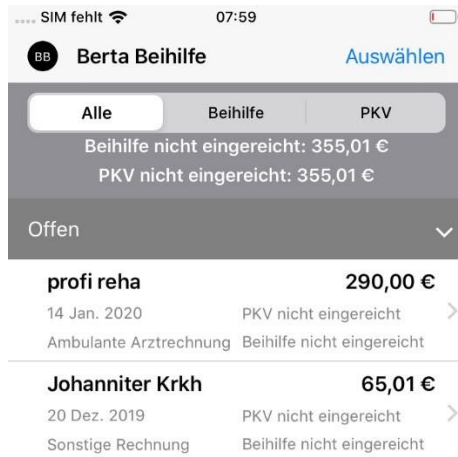 SIM fehlt 07:59
BB Berta Beihilfe Auswählen
Alle Beihilfe PKV
Beihilfe nicht eingereicht: 355,01 €
PKV nicht eingereicht: 355,01 €
Offen
profi reha 290,00 €
14 Jan. 2020 PKV nicht eingereicht
Ambulante Arztrechnung Beihilfe nicht eingereicht
Johanniter Krkh 65,01 €
20 Dez. 2019 PKV nicht eingereicht
Sonstige Rechnung Beihilfe nicht eingereicht